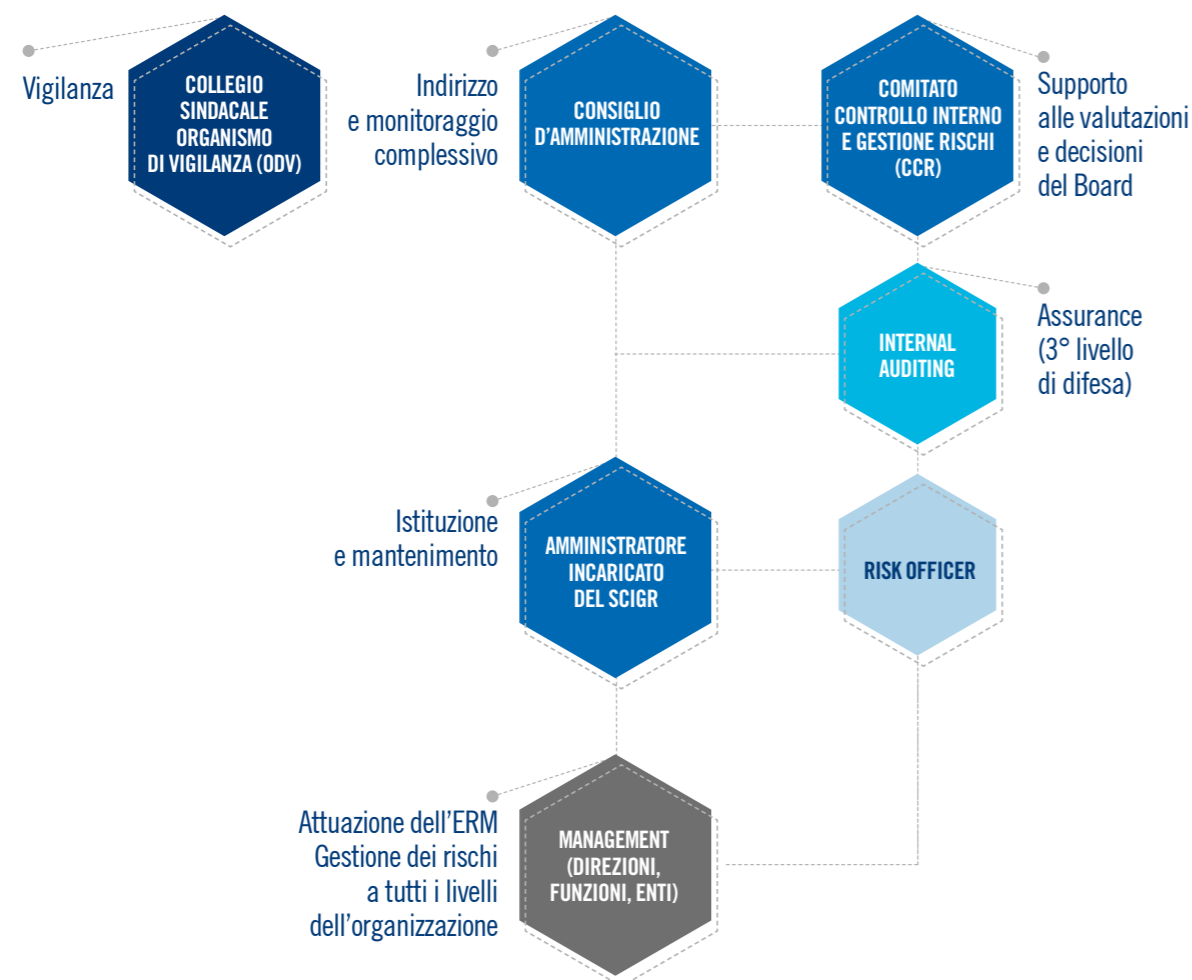 Vigilanza
COLLEGIO
SINDACALE
ORGANISMO
DI VIGILANZA (ODV)
Indirizzo
e monitoraggio
complessivo
CONSIGLIO
D'AMMINISTRAZIONE
COMITATO
CONTROLLO INTERNO
E GESTIONE RISCHI
(CCR)
Supporto
alle valutazioni
e decisioni
del Board
INTERNAL
AUDITING
Assurance
(3° livello
di difesa)
Istituzione
e mantenimento
AMMINISTRATORE
INCARICATO
DEL SCIGR
RISK OFFICER
Attuazione dell'ERM
Gestione dei rischi
a tutti i livelli
dell'organizzazione
MANAGEMENT
(DIREZIONI,
FUNZIONI, ENTI)